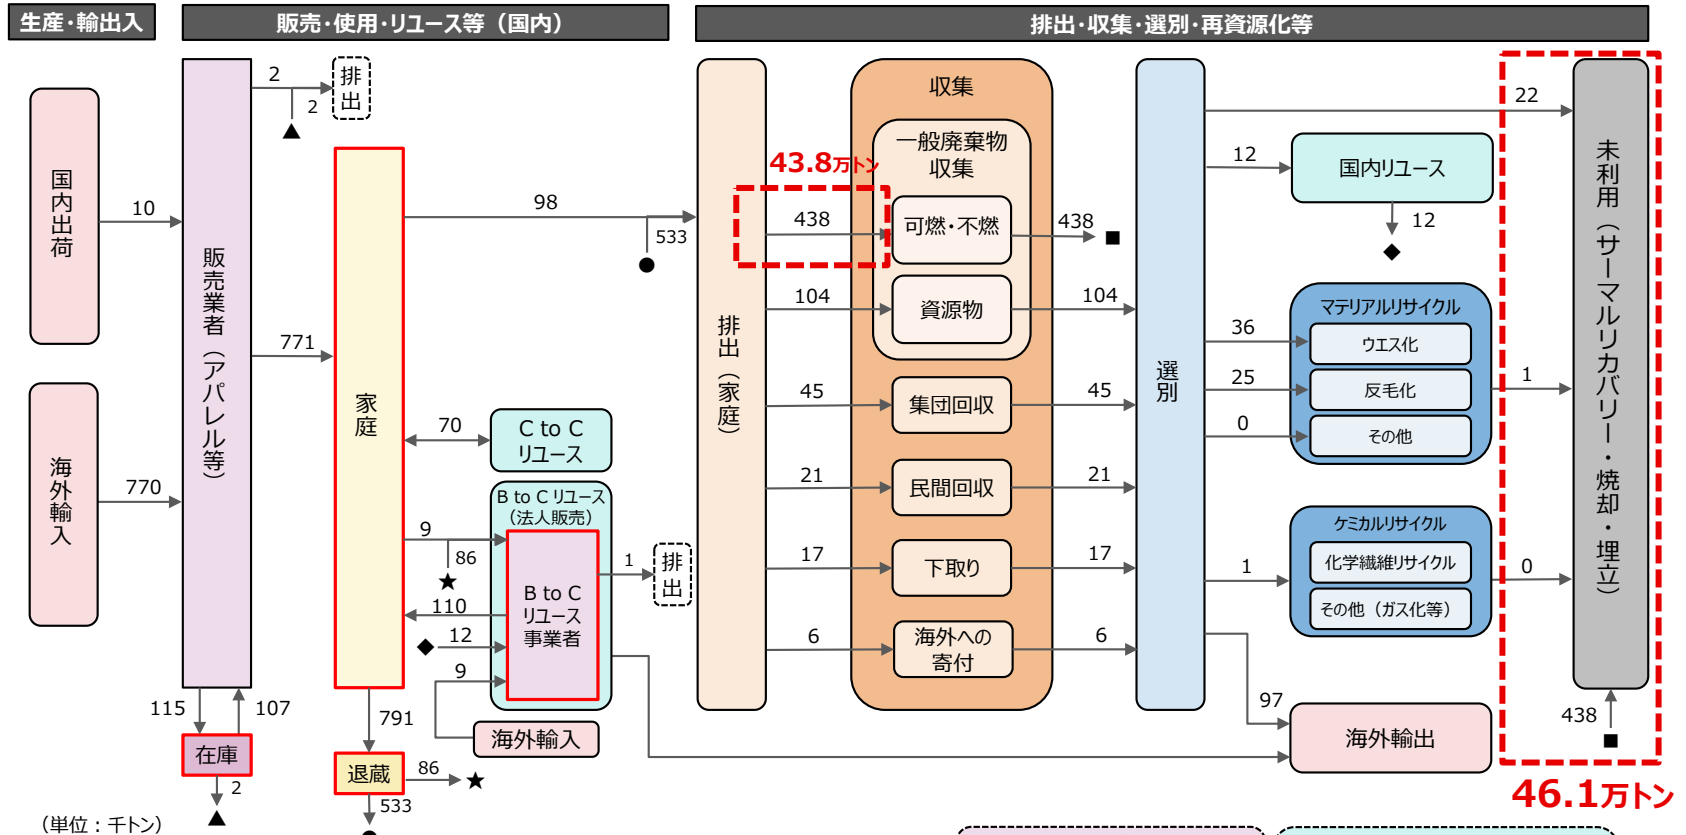 生産・輸出入
販売・使用・リユース等（国内）
排出・収集・選別・再資源化等
国内出荷
10
海外輸入
770
販売業者（アパレル等）
2
排出
2
▲
771
115
107
在庫
2
▲
（単位：千トン）
家庭
98
533
●
70
C to C
リユース
B to C リユース
（法人販売）
9
86
★
B to C
リユース
事業者
1
排出
110
◆
12
9
海外輸入
791
退蔵
86
★
533
●
排出（家庭）
43.8万トン
438
104
45
21
17
6
収集
一般廃棄物
収集
可燃・不燃
438
■
資源物
104
集団回収
45
民間回収
21
下取り
17
海外への
寄付
6
選別
22
12
国内リユース
12
◆
マテリアルリサイクル
36
ウエス化
25
反毛化
0
その他
1
ケミカルリサイクル
1
化学繊維リサイクル
その他（ガス化等）
0
97
海外輸出
未利用（サーマルリカバリー・焼却・埋立）
438
■
46.1万トン